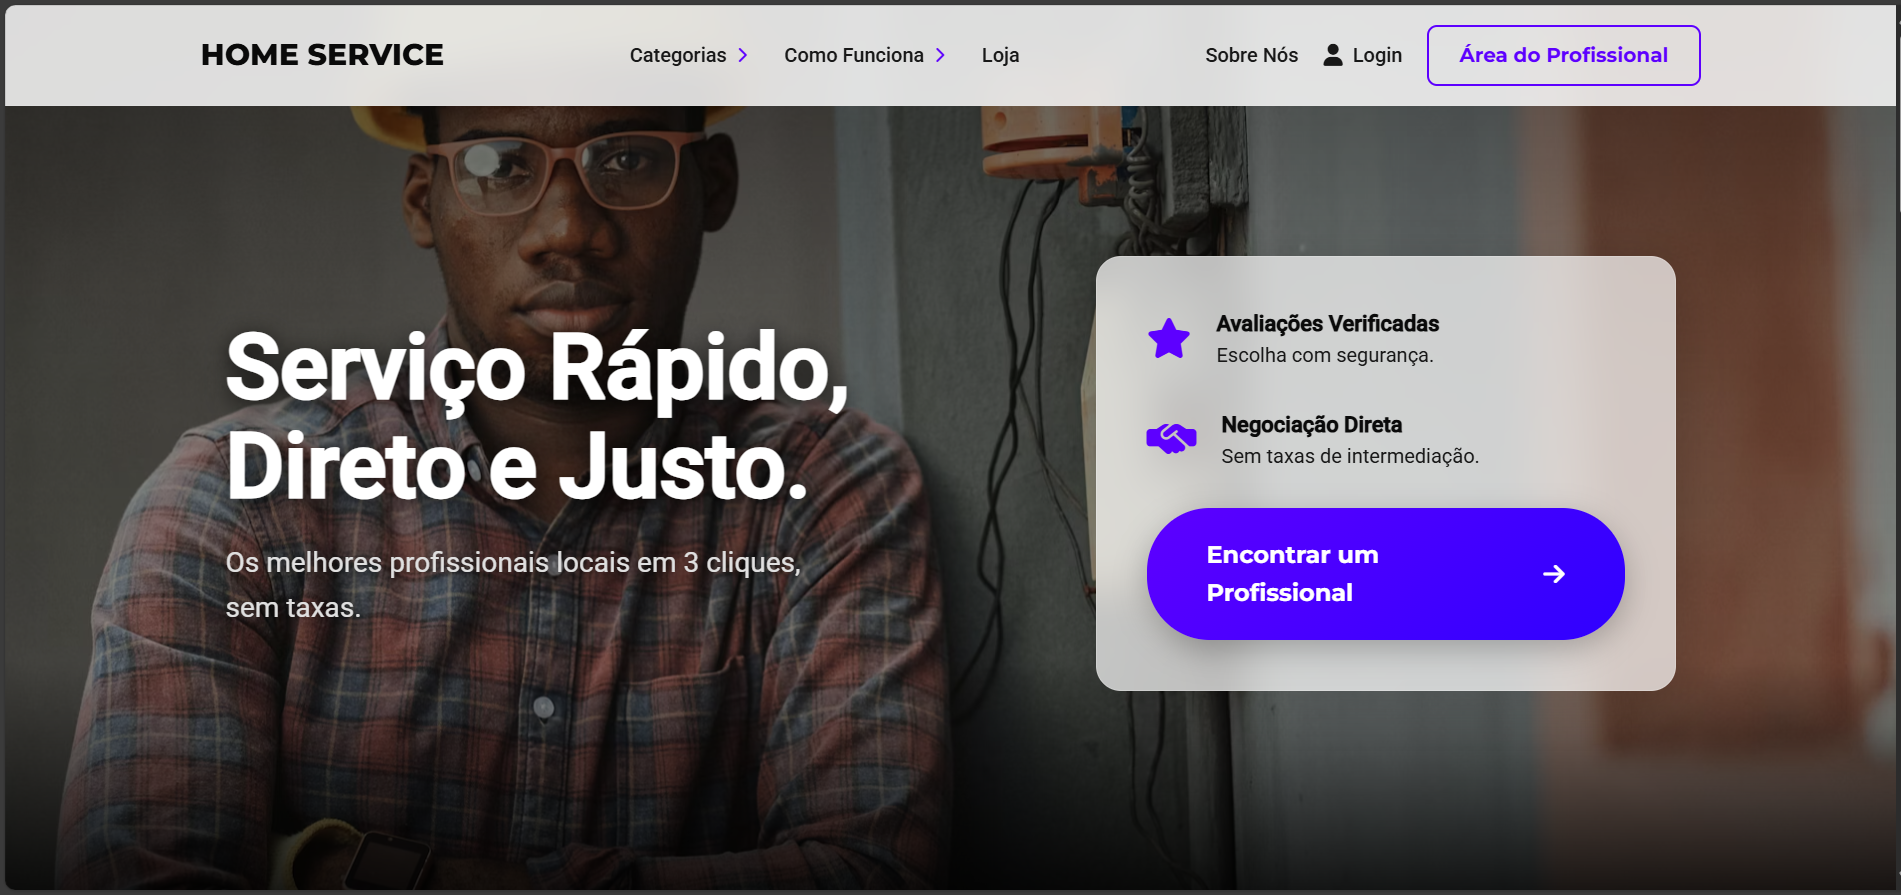 HOME SERVICE
Categorias
Como Funciona
Loja
Sobre Nós
Login
Área do Profissional
Serviço Rápido,
Direto e Justo.
Os melhores profissionais locais em 3 cliques,
sem taxas.
Avaliações Verificadas
Escolha com segurança.
Negociação Direta
Sem taxas de intermediação.
Encontrar um
Profissional